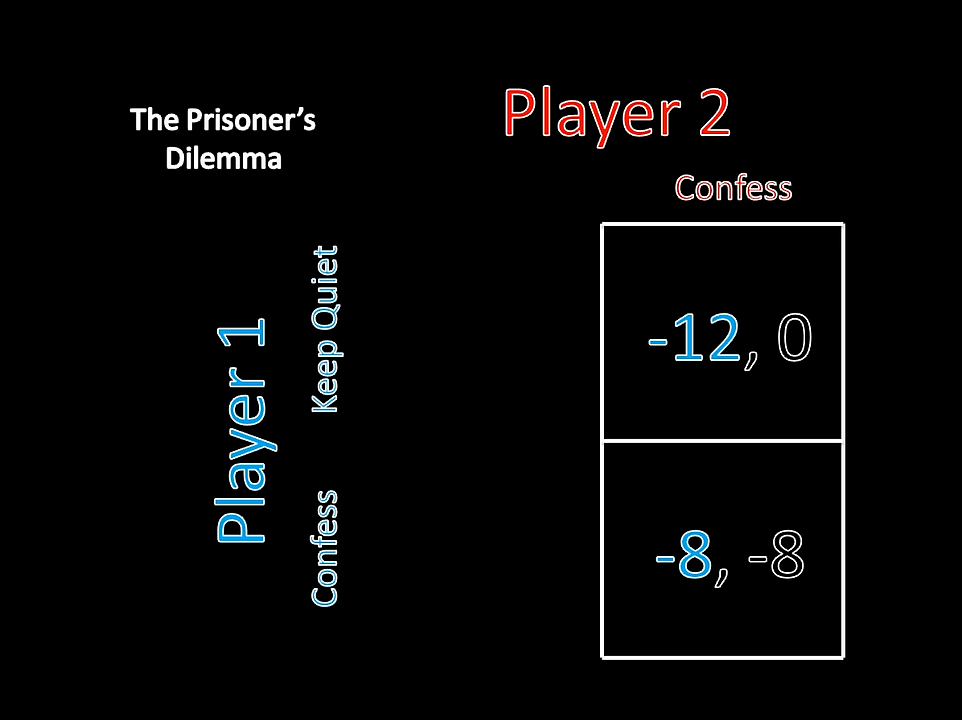 The Prisoner’s
Dilemma
Player 2
Confess
Player 1
Keep Quiet
Confess
-12, 0
-8, -8